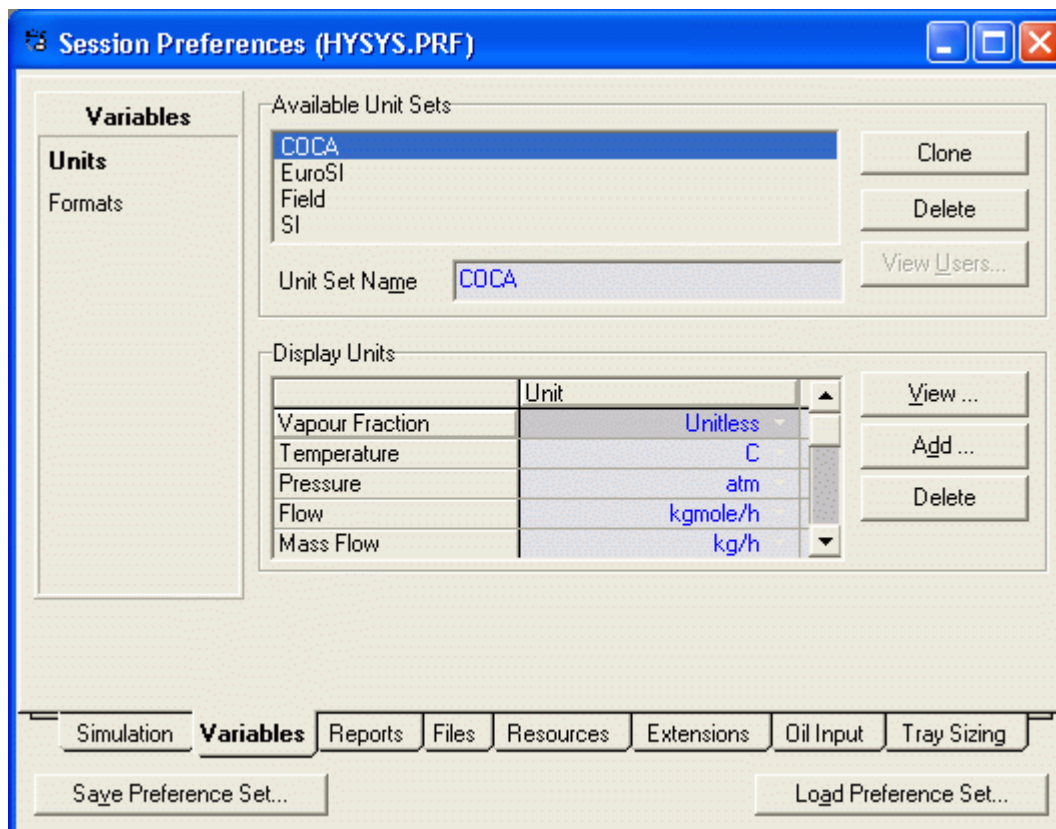 Session Preferences (HYSYS.PRF)
Variables
Units
Formats
Available Unit Sets
COCA
EuroSI
Field
SI
Unit Set Name COCA
Clone
Delete
View Users...
Display Units
Unit
Vapour Fraction Unitless
Temperature C
Pressure atm
Flow kgmole/h
Mass Flow kg/h
View ...
Add ...
Delete
Simulation Variables Reports Files Resources Extensions Oil Input Tray Sizing
Save Preference Set... Load Preference Set...